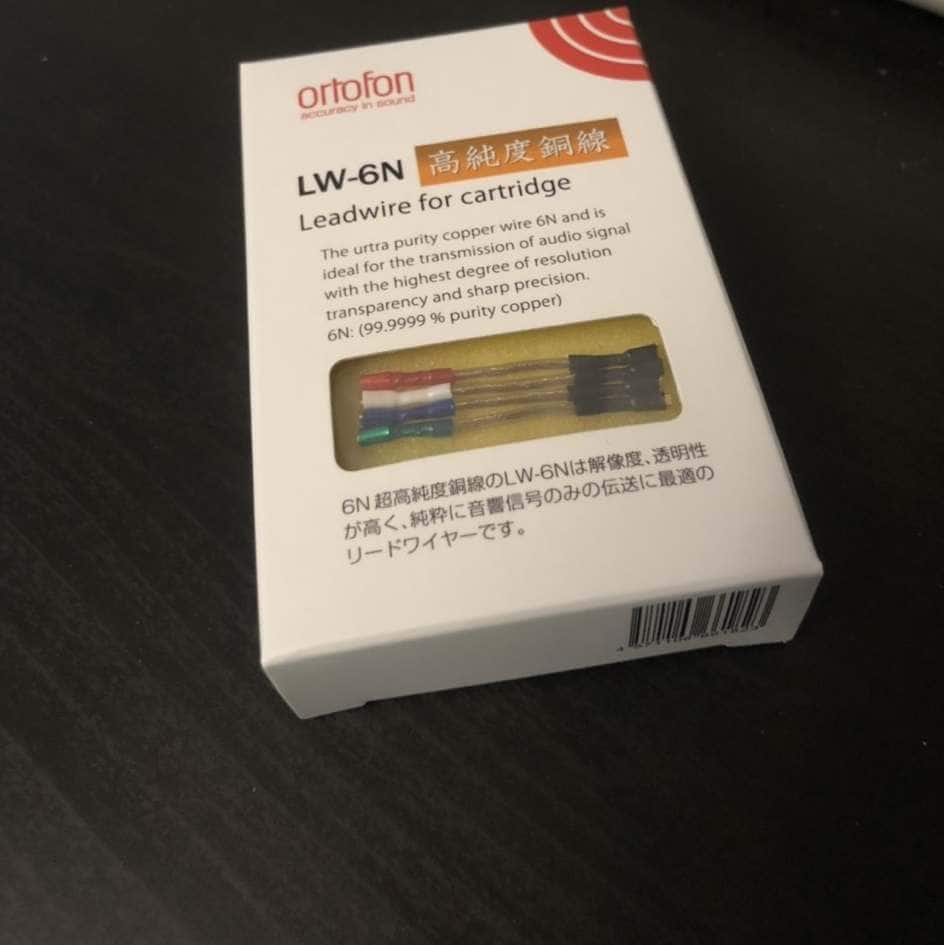 ortofon
accuracy in sound
LW-6N 高純度銅線
Leadwire for cartridge
The urtra purity copper wire 6N and is
ideal for the transmission of audio signal
with the highest degree of resolution
transparency and sharp precision.
6N: (99.9999 % purity copper)
6N 超高純度銅線のLW-6Nは解像度、透明性
が高く、純粋に音響信号のみの伝送に最適の
リードワイヤーです。